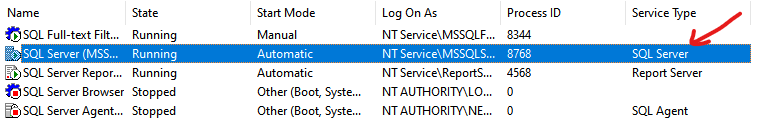 Name State Start Mode Log On As Process ID Service Type
SQL Full-text Filt... Running Manual NT Service\MSSQLF... 8344
SQL Server (MSS... Running Automatic NT Service\MSSQLS... 8768 SQL Server
SQL Server Repor... Running Automatic NT Service\ReportS... 4568 Report Server
SQL Server Browser Stopped Other (Boot, Syste... NT AUTHORITY\LO... 0
SQL Server Agent... Stopped Other (Boot, Syste... NT AUTHORITY\NE... 0 SQL Agent